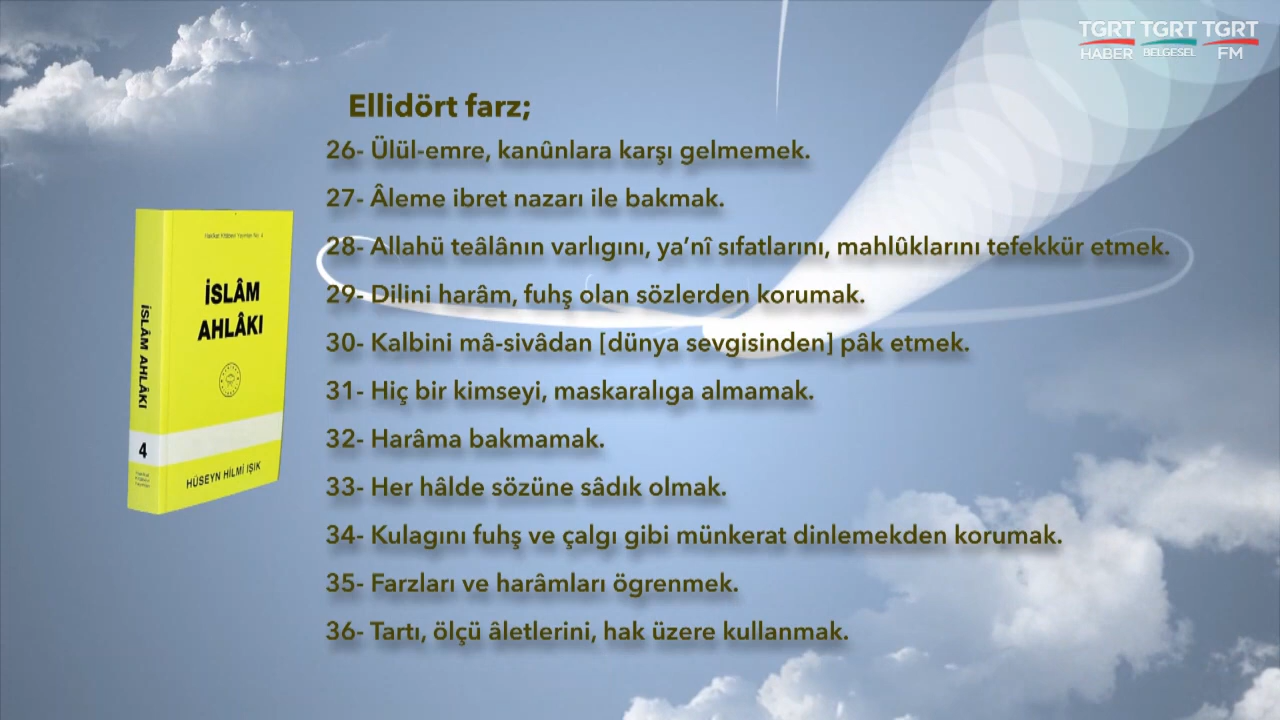 TGRT HABER TGRT BELGESEL TGRT FM
Ellidört farz;
26- Ülül-emre, kanûnlara karşı gelmemek.
27- Âleme ibret nazarı ile bakmak.
28- Allahü teâlânın varlıgını, ya’nî sıfatlarını, mahlûklarını tefekkür etmek.
29- Dilini harâm, fuhş olan sözlerden korumak.
30- Kalbini mâ-sivâdan [dünya sevgisinden] pâk etmek.
31- Hiç bir kimseyi, maskaralıga almamak.
32- Harâma bakmamak.
33- Her hâlde sözüne sâdık olmak.
34- Kulagını fuhş ve çalgı gibi münkerat dinlemekden korumak.
35- Farzları ve harâmları ögrenmek.
36- Tartı, ölçü âletlerini, hak üzere kullanmak.
İSLÂM
AHLÂKI
HÜSEYN HİLMİ IŞIK
İSLÂM AHLÂKI
4